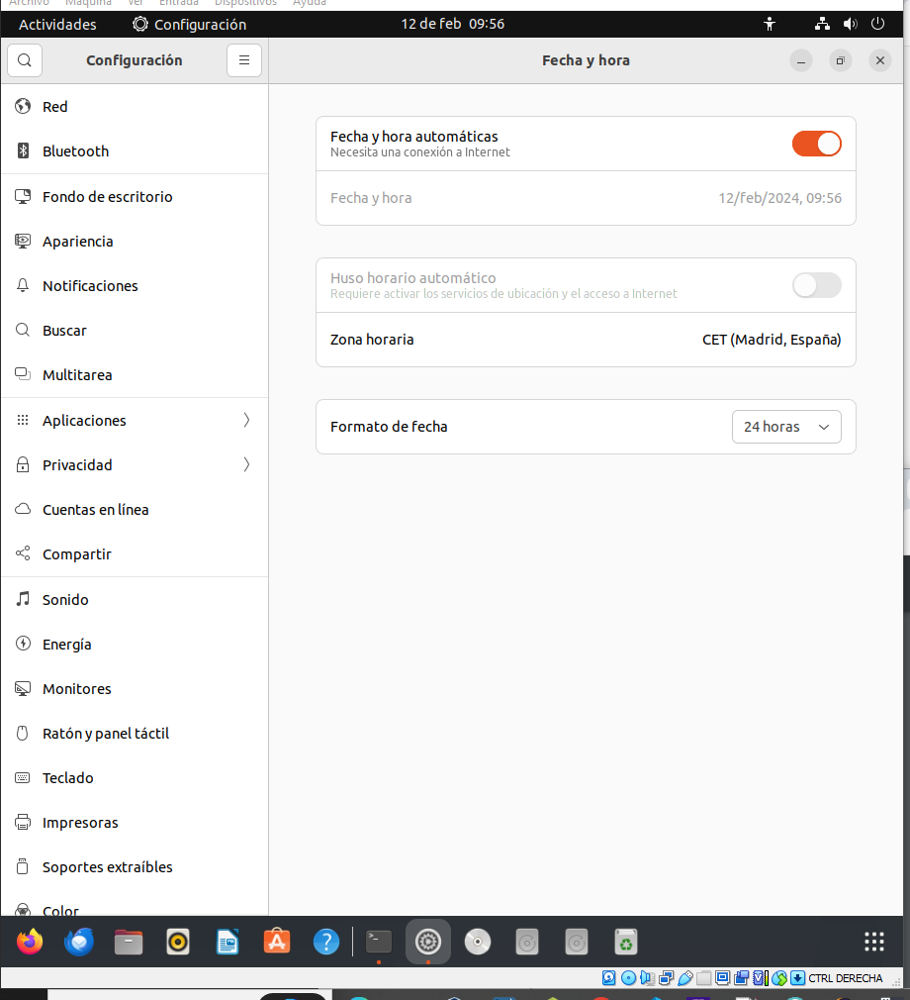 Archivo Máquina Ver Entrada Dispositivos Ayuda
Actividades Configuración 12 de feb 09:56
Configuración Fecha y hora
Red
Bluetooth
Fondo de escritorio
Apariencia
Notificaciones
Buscar
Multitarea
Aplicaciones
Privacidad
Cuentas en línea
Compartir
Sonido
Energía
Monitores
Ratón y panel táctil
Teclado
Impresoras
Soportes extraíbles
Color
Fecha y hora automáticas
Necesita una conexión a Internet
Fecha y hora 12/feb/2024, 09:56
Huso horario automático
Requiere activar los servicios de ubicación y el acceso a Internet
Zona horaria CET (Madrid, España)
Formato de fecha 24 horas
CTRL DERECHA